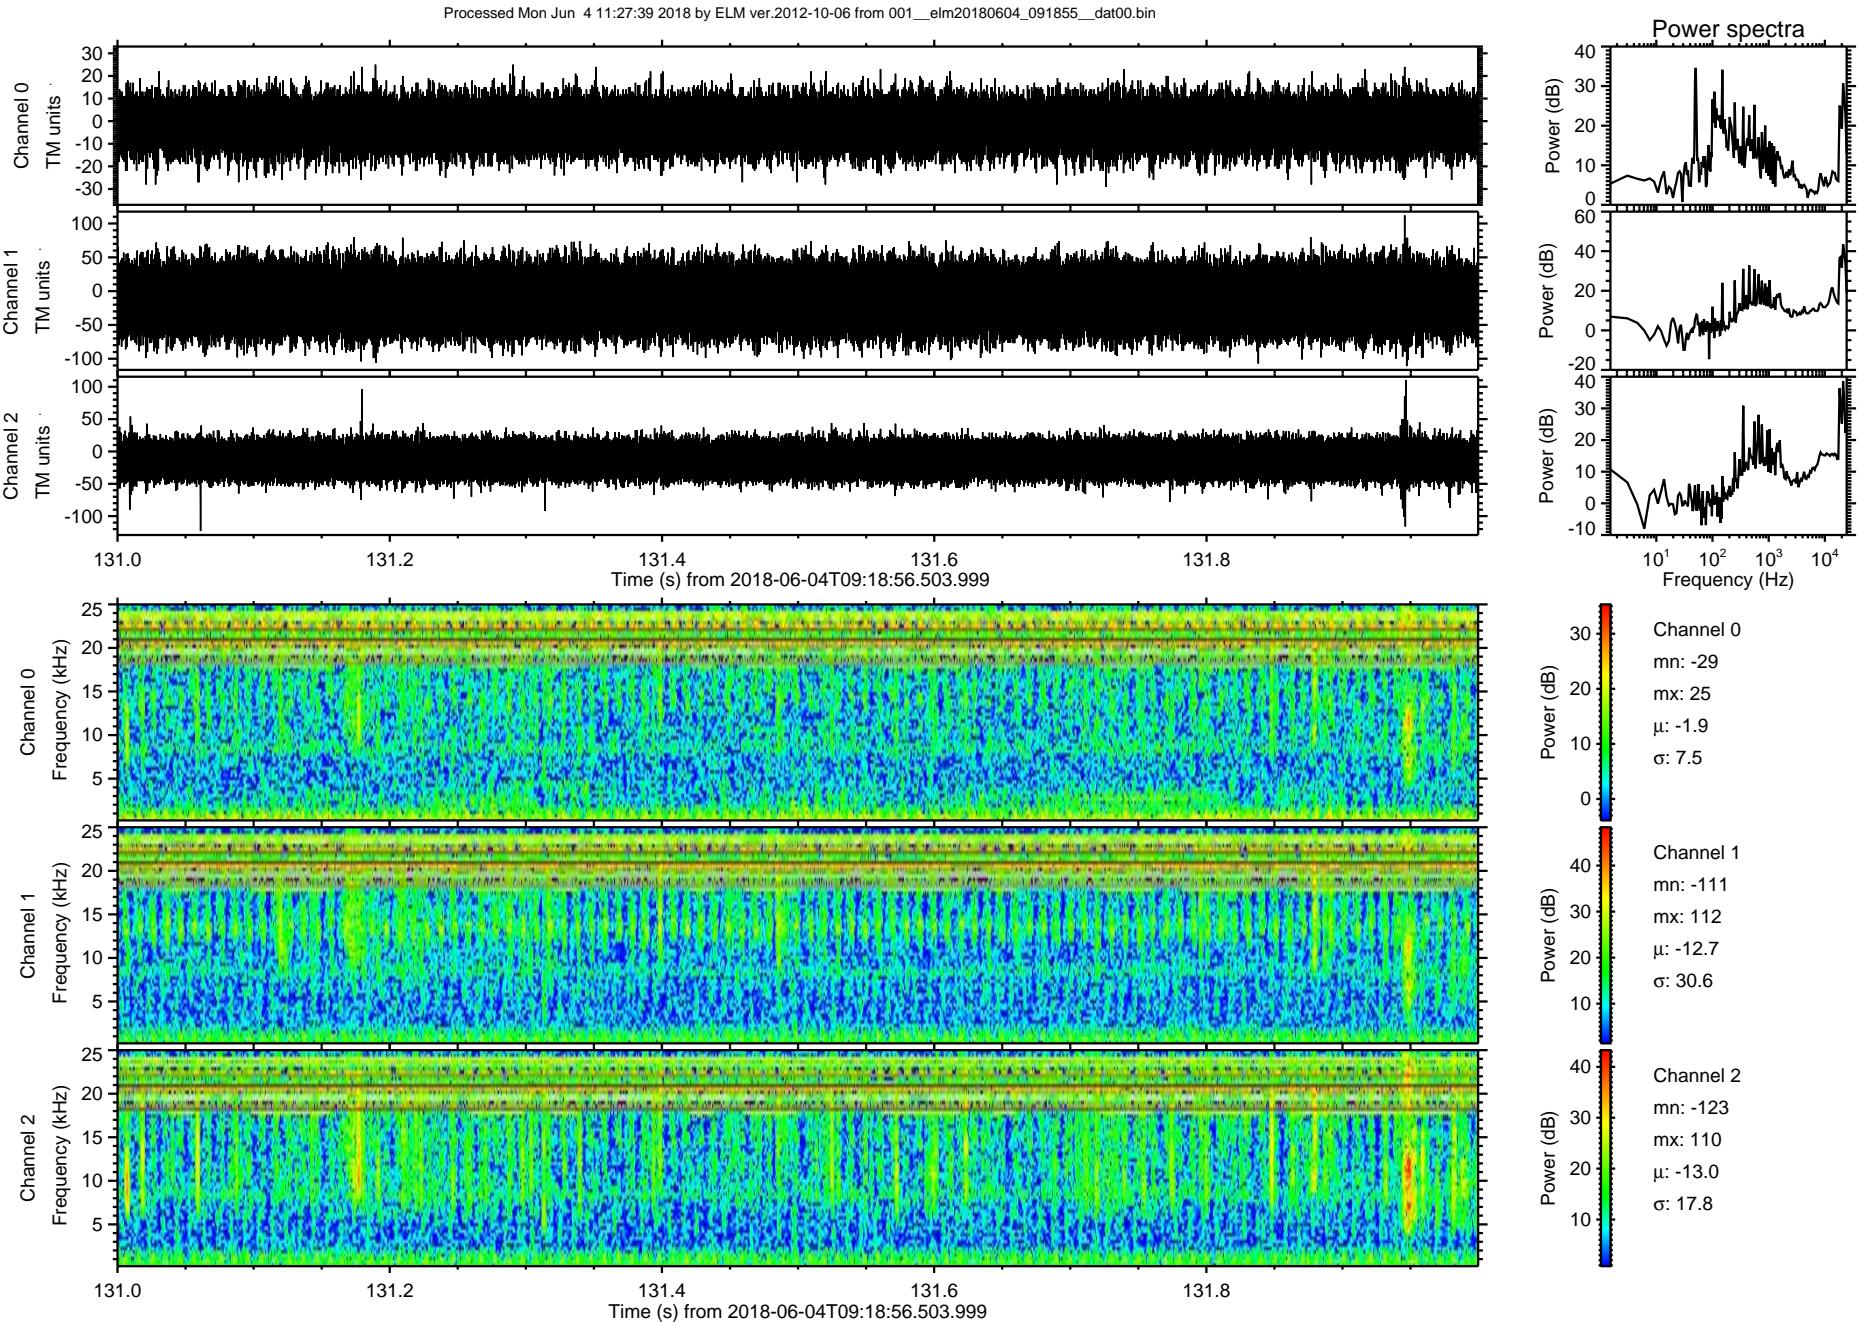 Processed Mon Jun  4 11:27:39 2018 by ELM ver.2012-10-06 from 001__elm20180604_091855__dat00.bin
Power spectra
Channel 0
TM units
30
20
10
0
-10
-20
-30
Power (dB)
40
30
20
10
0
Channel 1
TM units
100
50
0
-50
-100
Power (dB)
60
40
20
0
-20
Channel 2
TM units
100
50
0
-50
-100
Power (dB)
40
30
20
10
0
-10
131.0 131.2 131.4 131.6 131.8
Time (s) from 2018-06-04T09:18:56.503.999
10^1 10^2 10^3 10^4
Frequency (Hz)
Channel 0
Frequency (kHz)
25
20
15
10
5
Power (dB)
30
20
10
0
Channel 0
mn: -29
mx: 25
μ: -1.9
σ: 7.5
Channel 1
Frequency (kHz)
25
20
15
10
5
Power (dB)
40
30
20
10
Channel 1
mn: -111
mx: 112
μ: -12.7
σ: 30.6
Channel 2
Frequency (kHz)
25
20
15
10
5
Power (dB)
40
30
20
10
Channel 2
mn: -123
mx: 110
μ: -13.0
σ: 17.8
131.0 131.2 131.4 131.6 131.8
Time (s) from 2018-06-04T09:18:56.503.999